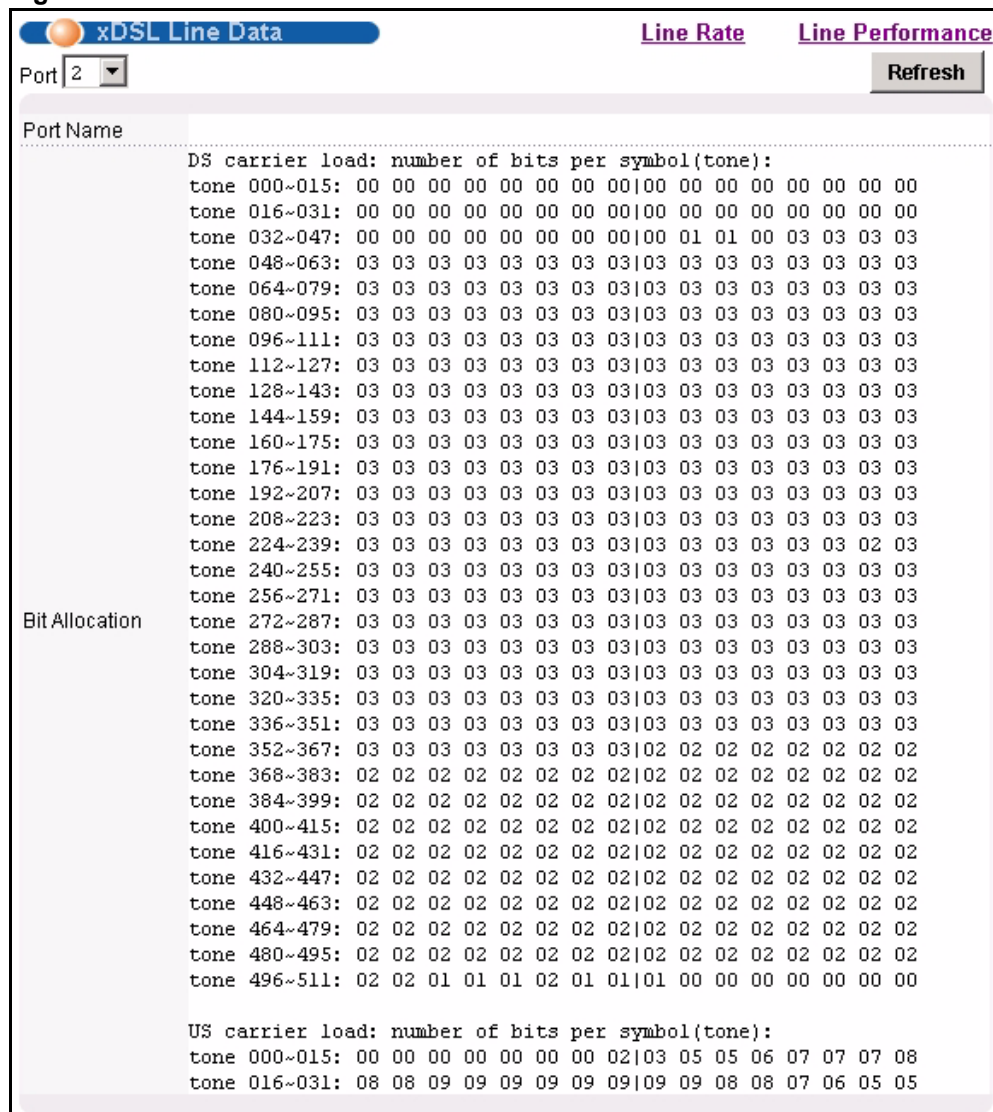 xDSL Line Data Line Rate Line Performance
Port 2 Refresh
Port Name
DS carrier load: number of bits per symbol(tone):
tone 000~015: 00 00 00 00 00 00 00 00|00 00 00 00 00 00 00 00
tone 016~031: 00 00 00 00 00 00 00 00|00 00 00 00 00 00 00 00
tone 032~047: 00 00 00 00 00 00 00 00|00 01 01 00 03 03 03 03
tone 048~063: 03 03 03 03 03 03 03 03|03 03 03 03 03 03 03 03
tone 064~079: 03 03 03 03 03 03 03 03|03 03 03 03 03 03 03 03
tone 080~095: 03 03 03 03 03 03 03 03|03 03 03 03 03 03 03 03
tone 096~111: 03 03 03 03 03 03 03 03|03 03 03 03 03 03 03 03
tone 112~127: 03 03 03 03 03 03 03 03|03 03 03 03 03 03 03 03
tone 128~143: 03 03 03 03 03 03 03 03|03 03 03 03 03 03 03 03
tone 144~159: 03 03 03 03 03 03 03 03|03 03 03 03 03 03 03 03
tone 160~175: 03 03 03 03 03 03 03 03|03 03 03 03 03 03 03 03
tone 176~191: 03 03 03 03 03 03 03 03|03 03 03 03 03 03 03 03
tone 192~207: 03 03 03 03 03 03 03 03|03 03 03 03 03 03 03 03
tone 208~223: 03 03 03 03 03 03 03 03|03 03 03 03 03 03 03 03
tone 224~239: 03 03 03 03 03 03 03 03|03 03 03 03 03 03 02 03
tone 240~255: 03 03 03 03 03 03 03 03|03 03 03 03 03 03 03 03
tone 256~271: 03 03 03 03 03 03 03 03|03 03 03 03 03 03 03 03
Bit Allocation tone 272~287: 03 03 03 03 03 03 03 03|03 03 03 03 03 03 03 03
tone 288~303: 03 03 03 03 03 03 03 03|03 03 03 03 03 03 03 03
tone 304~319: 03 03 03 03 03 03 03 03|03 03 03 03 03 03 03 03
tone 320~335: 03 03 03 03 03 03 03 03|03 03 03 03 03 03 03 03
tone 336~351: 03 03 03 03 03 03 03 03|03 03 03 03 03 03 03 03
tone 352~367: 03 03 03 03 03 03 03 03|02 02 02 02 02 02 02 02
tone 368~383: 02 02 02 02 02 02 02 02|02 02 02 02 02 02 02 02
tone 384~399: 02 02 02 02 02 02 02 02|02 02 02 02 02 02 02 02
tone 400~415: 02 02 02 02 02 02 02 02|02 02 02 02 02 02 02 02
tone 416~431: 02 02 02 02 02 02 02 02|02 02 02 02 02 02 02 02
tone 432~447: 02 02 02 02 02 02 02 02|02 02 02 02 02 02 02 02
tone 448~463: 02 02 02 02 02 02 02 02|02 02 02 02 02 02 02 02
tone 464~479: 02 02 02 02 02 02 02 02|02 02 02 02 02 02 02 02
tone 480~495: 02 02 02 02 02 02 02 02|02 02 02 02 02 02 02 02
tone 496~511: 02 02 01 01 01 02 01 01|01 00 00 00 00 00 00 00
US carrier load: number of bits per symbol(tone):
tone 000~015: 00 00 00 00 00 00 00 02|03 05 05 06 07 07 07 08
tone 016~031: 08 08 09 09 09 09 09 09|09 09 08 08 07 06 05 05